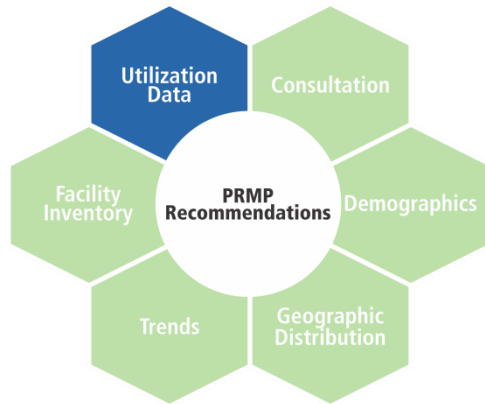 Utilization
Data
Consultation
Facility
Inventory
PRMP
Recommendations
Demographics
Trends
Geographic
Distribution